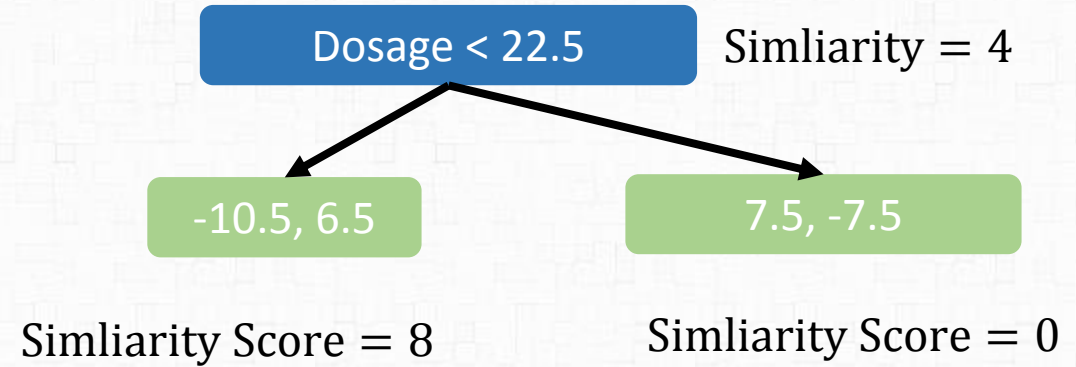 Dosage < 22.5
Simliarity = 4
-10.5, 6.5
7.5, -7.5
Simliarity Score = 8
Simliarity Score = 0